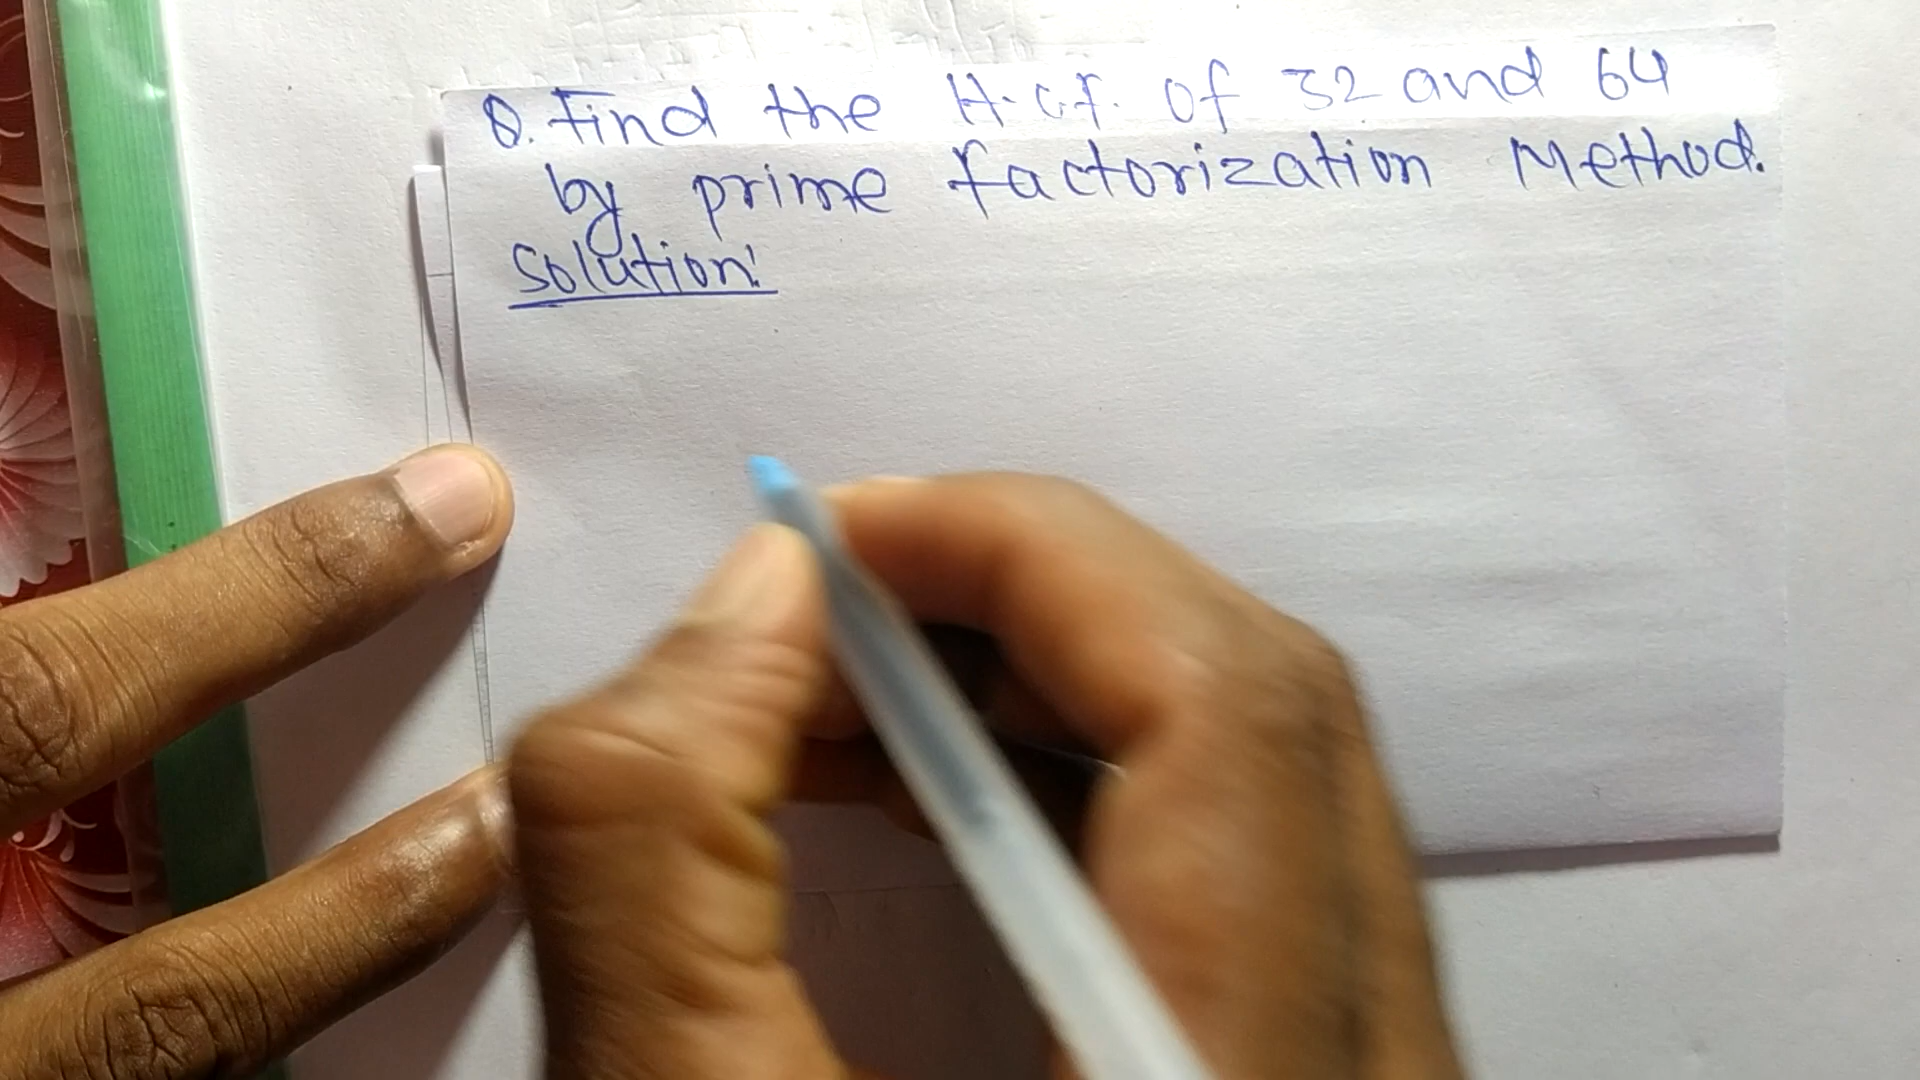 Q. Find the H.C.F. of 32 and 64
by prime factorization Method.
Solution: